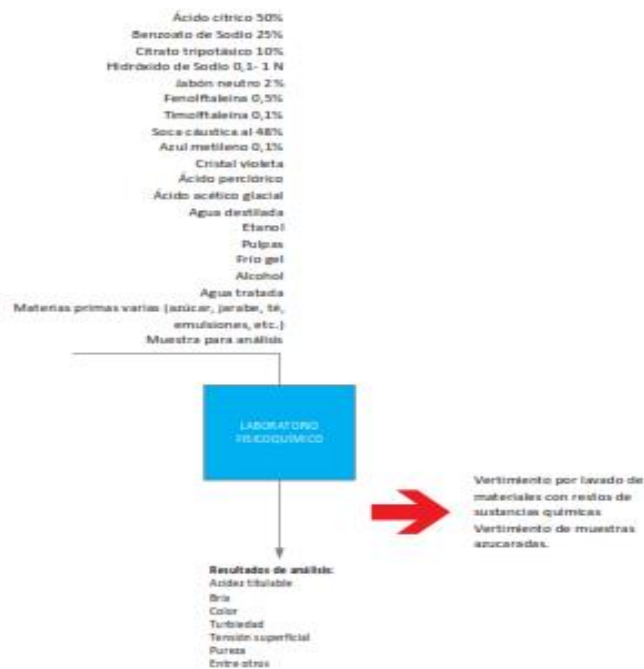 Ácido cítrico 50%
Benzoato de Sodio 25%
Citrato tripotásico 10%
Hidróxido de Sodio 0,1- 1 N
Jabón neutro 2%
Fenolftaleína 0,5%
Timolftaleína 0,1%
Soca cáustica al 48%
Azul metileno 0,1%
Cristal violeta
Ácido perclórico
Ácido acético glacial
Agua destilada
Etanol
Pulpas
Frío gel
Alcohol
Agua tratada
Materias primas varias (azúcar, jarabe, té,
emulsiones, etc.)
Muestra para análisis
LABORATORIO
FISICOQUÍMICO
Vertimiento por lavado de
materiales con restos de
sustancias químicas
Vertimiento de muestras
azucaradas.
Resultados de análisis:
Acidez titulable
Brix
Color
Turbiedad
Tensión superficial
Pureza
Entre otros